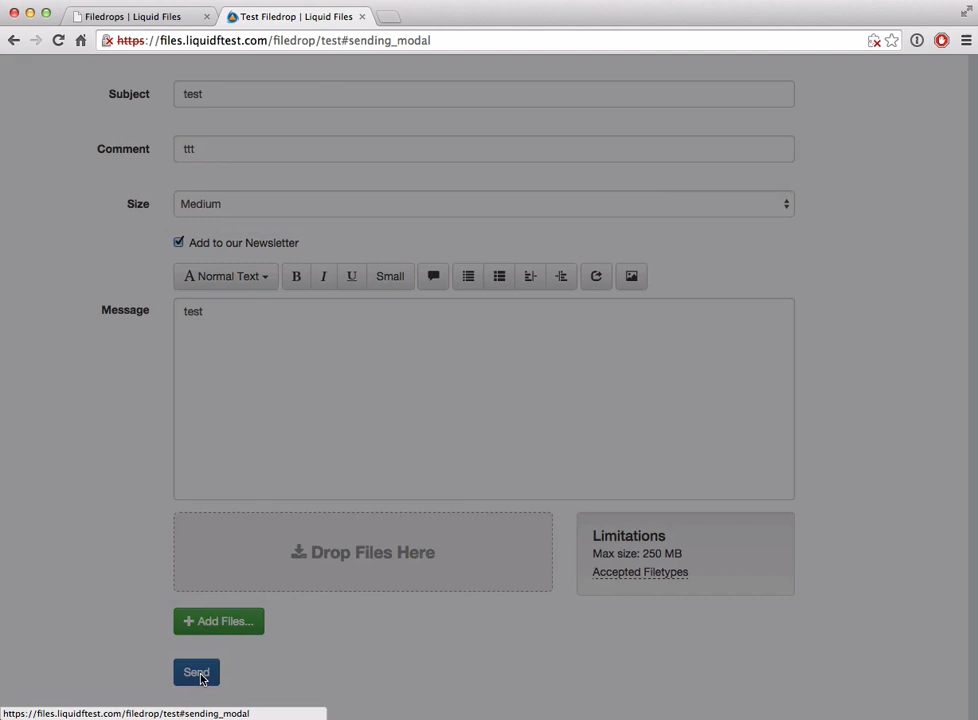 Filedrops | Liquid Files
Test Filedrop | Liquid Files
https://files.liquidftest.com/filedrop/test#sending_modal
Subject
test
Comment
ttt
Size
Medium
Add to our Newsletter
A Normal Text
B
I
U
Small
Message
test
Drop Files Here
Limitations
Max size: 250 MB
Accepted Filetypes
+ Add Files...
Send
https://files.liquidftest.com/filedrop/test#sending_modal